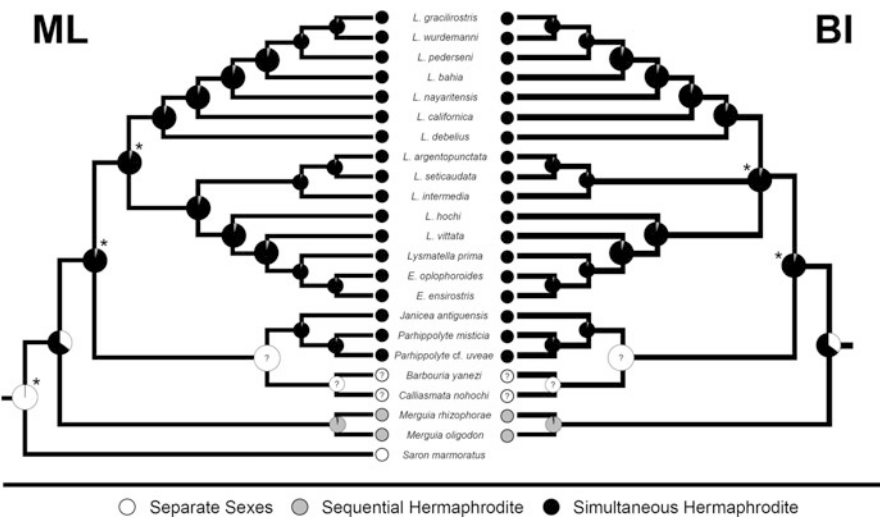 ML
BI
L. gracilirostris
L. wurdemanni
L. pederseni
L. bahia
L. nayaritensis
L. californica
L. debelius
L. argentopunctata
L. seticaudata
L. intermedia
L. hochi
L. vittata
Lysmatella prima
E. oplophoroides
E. ensirostris
Janicea antiguensis
Parhippolyte misticia
Parhippolyte cf. uveae
? Barbouria yanezi ?
? Calliasmata nohochi ?
Merguia rhizophorae
Merguia oligodon
Saron marmoratus
* * * * *
? ? ? ?
Separate Sexes Sequential Hermaphrodite Simultaneous Hermaphrodite